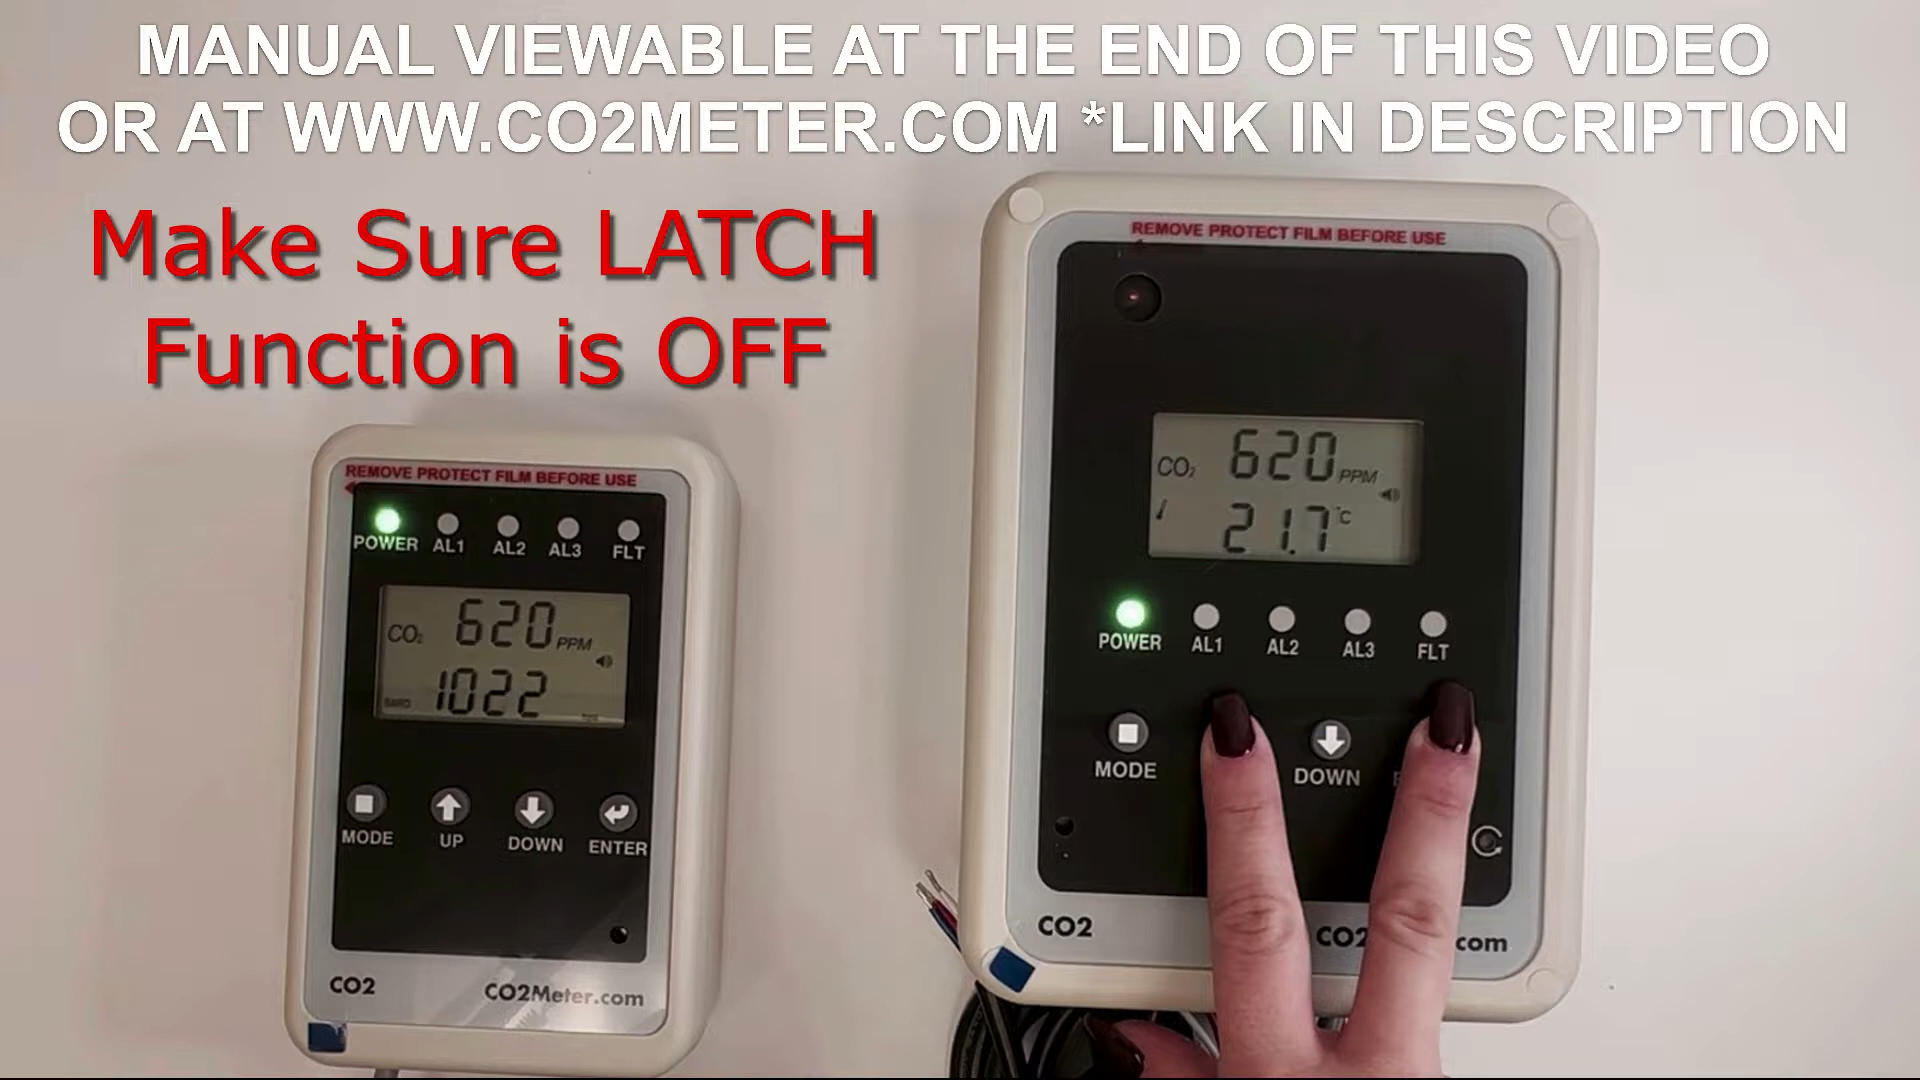 MANUAL VIEWABLE AT THE END OF THIS VIDEO
OR AT WWW.CO2METER.COM *LINK IN DESCRIPTION
Make Sure LATCH
Function is OFF
REMOVE PROTECT FILM BEFORE USE
POWER AL1 AL2 AL3 FLT
CO₂ 620 PPM
BARO 1022
MODE UP DOWN ENTER
CO2 CO2Meter.com
REMOVE PROTECT FILM BEFORE USE
CO₂ 620 PPM
21.7 °C
POWER AL1 AL2 AL3 FLT
MODE DOWN
CO2 CO2 com